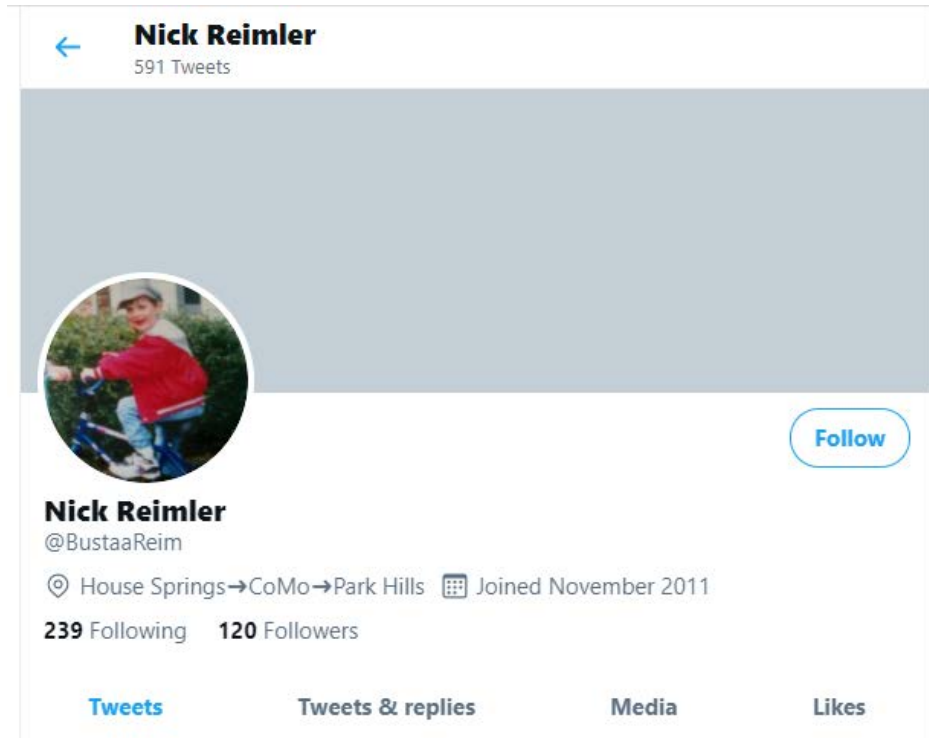 Nick Reimler
591 Tweets
Follow
Nick Reimler
@BustaaReim
House Springs→CoMo→Park Hills Joined November 2011
239 Following 120 Followers
Tweets Tweets & replies Media Likes